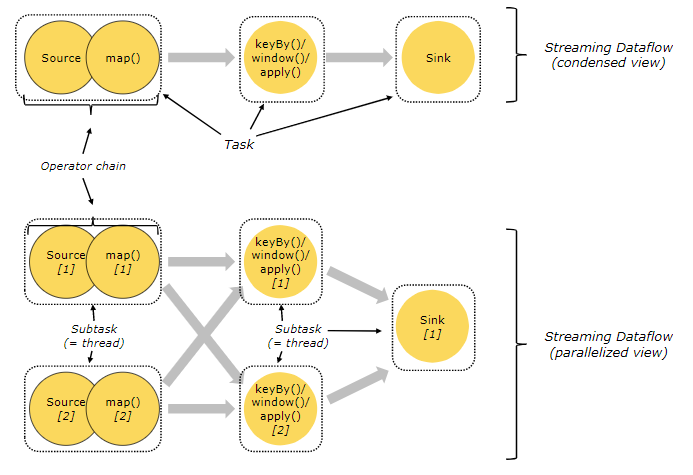 Source
map()
keyBy()/
window()/
apply()
Sink
Streaming Dataflow
(condensed view)
Task
Operator chain
Source
[1]
map()
[1]
keyBy()/
window()/
apply()
[1]
Subtask
(= thread)
Subtask
(= thread)
Sink
[1]
Streaming Dataflow
(parallelized view)
Source
[2]
map()
[2]
keyBy()/
window()/
apply()
[2]